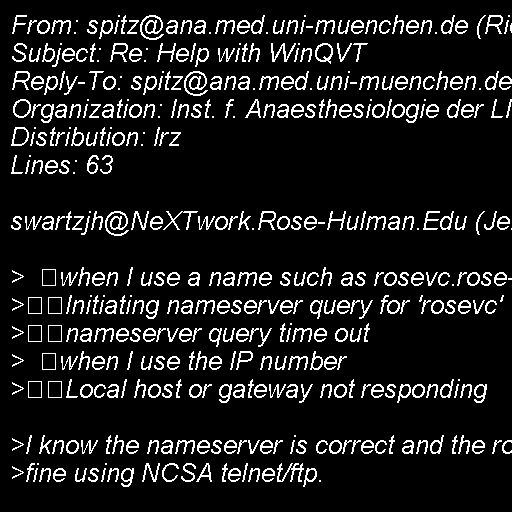 From: spitz@ana.med.uni-muenchen.de (Ri
Subject: Re: Help with WinQVT
Reply-To: spitz@ana.med.uni-muenchen.de
Organization: Inst. f. Anaesthesiologie der
Distribution: lrz
Lines: 63
swartzjh@NeXTwork.Rose-Hulman.Edu (Je
>  □when I use a name such as rosevc.rose-
>□□Initiating nameserver query for 'rosevc'
>□□nameserver query time out
>  □when I use the IP number
>□□Local host or gateway not responding
>I know the nameserver is correct and the ro
>fine using NCSA telnet/ftp.